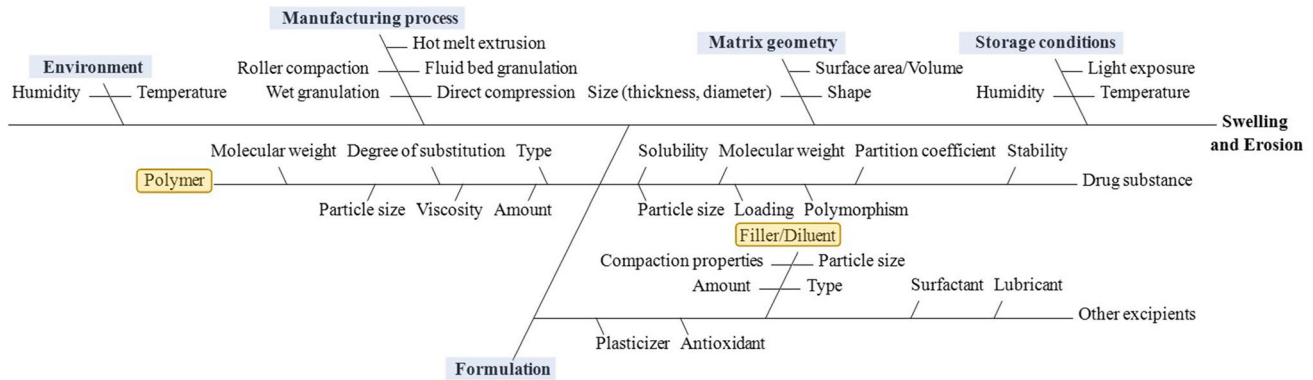 Manufacturing process
Hot melt extrusion
Matrix geometry
Storage conditions
Environment
Roller compaction
Fluid bed granulation
Surface area/Volume
Light exposure
Humidity
Temperature
Wet granulation
Direct compression
Size (thickness, diameter)
Shape
Humidity
Temperature
Swelling
and Erosion
Molecular weight
Degree of substitution
Type
Solubility
Molecular weight
Partition coefficient
Stability
Polymer
Drug substance
Particle size
Viscosity
Amount
Particle size
Loading
Polymorphism
Filler/Diluent
Compaction properties
Particle size
Amount
Type
Surfactant
Lubricant
Other excipients
Plasticizer
Antioxidant
Formulation